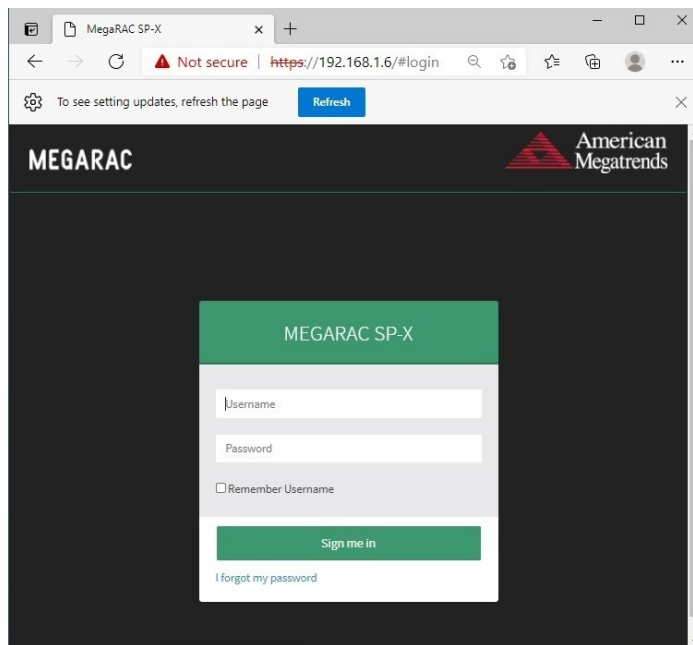 MegaRAC SP-X
Not secure | https://192.168.1.6/#login
To see setting updates, refresh the page Refresh
MEGARAC
American
Megatrends
MEGARAC SP-X
Username
Password
Remember Username
Sign me in
I forgot my password